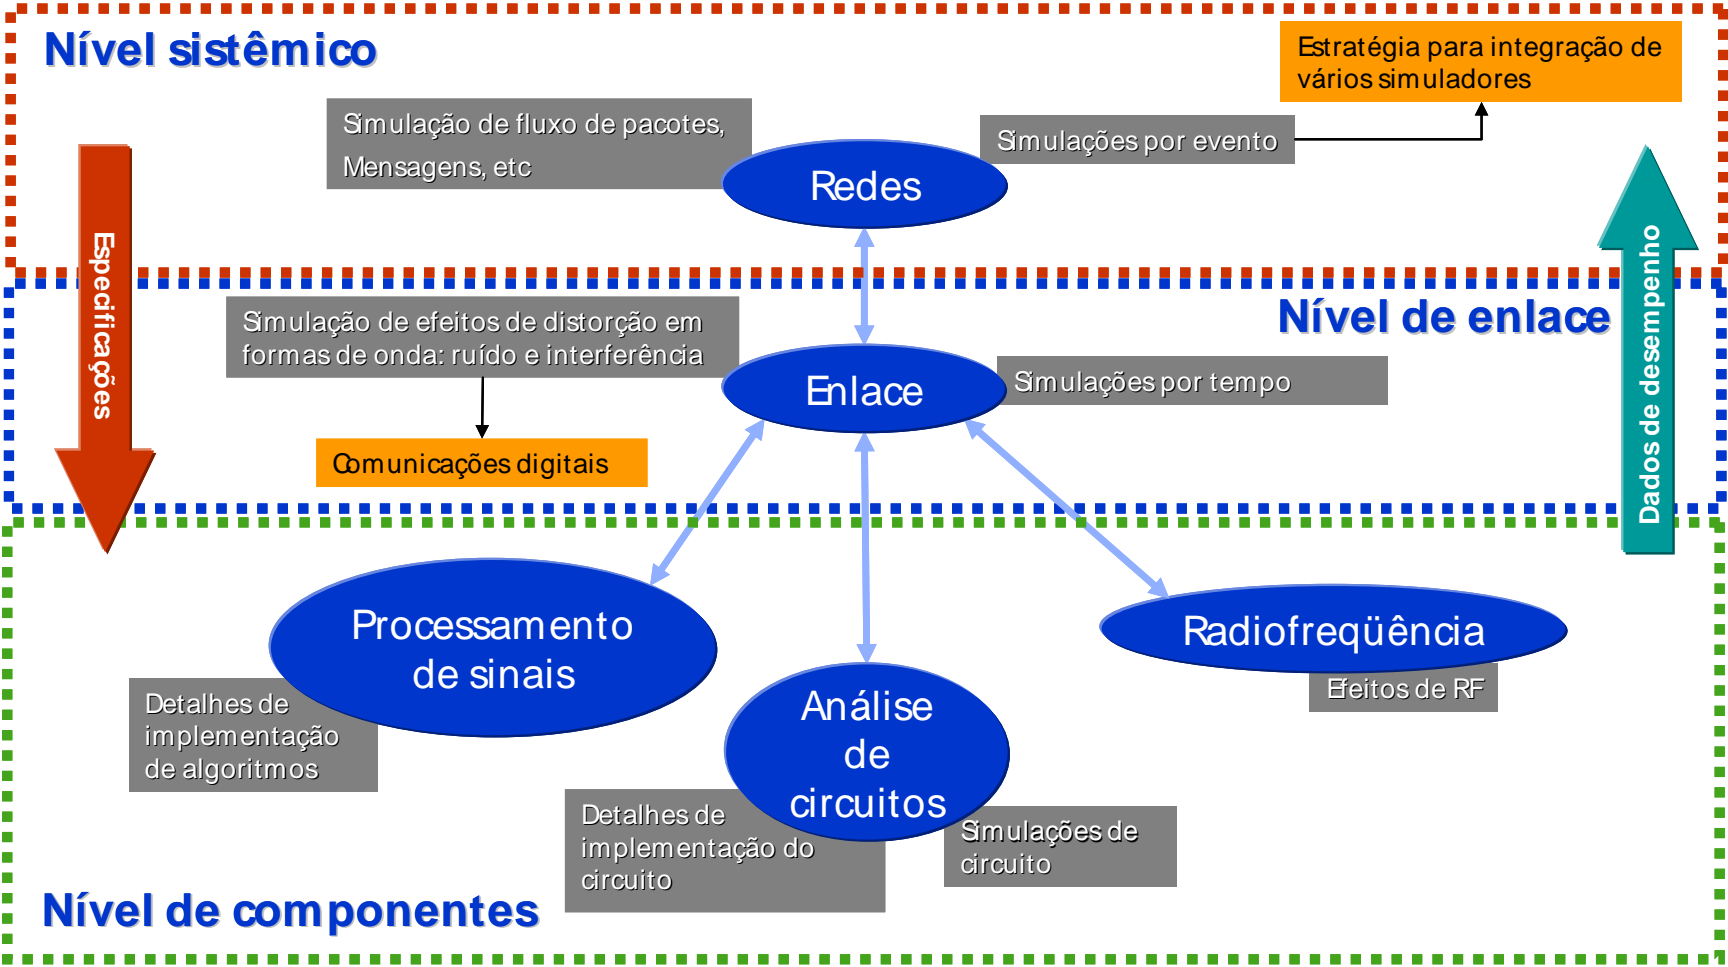 Nível sistêmico
Estratégia para integração de
vários simuladores
Simulação de fluxo de pacotes,
Mensagens, etc
Simulações por evento
Redes
Especificações
Dados de desempenho
Nível de enlace
Simulação de efeitos de distorção em
formas de onda: ruído e interferência
Enlace
Simulações por tempo
Comunicações digitais
Processamento
de sinais
Radiofreqüência
Efeitos de RF
Detalhes de
implementação
de algoritmos
Análise
de
circuitos
Detalhes de
implementação do
circuito
Simulações de
circuito
Nível de componentes